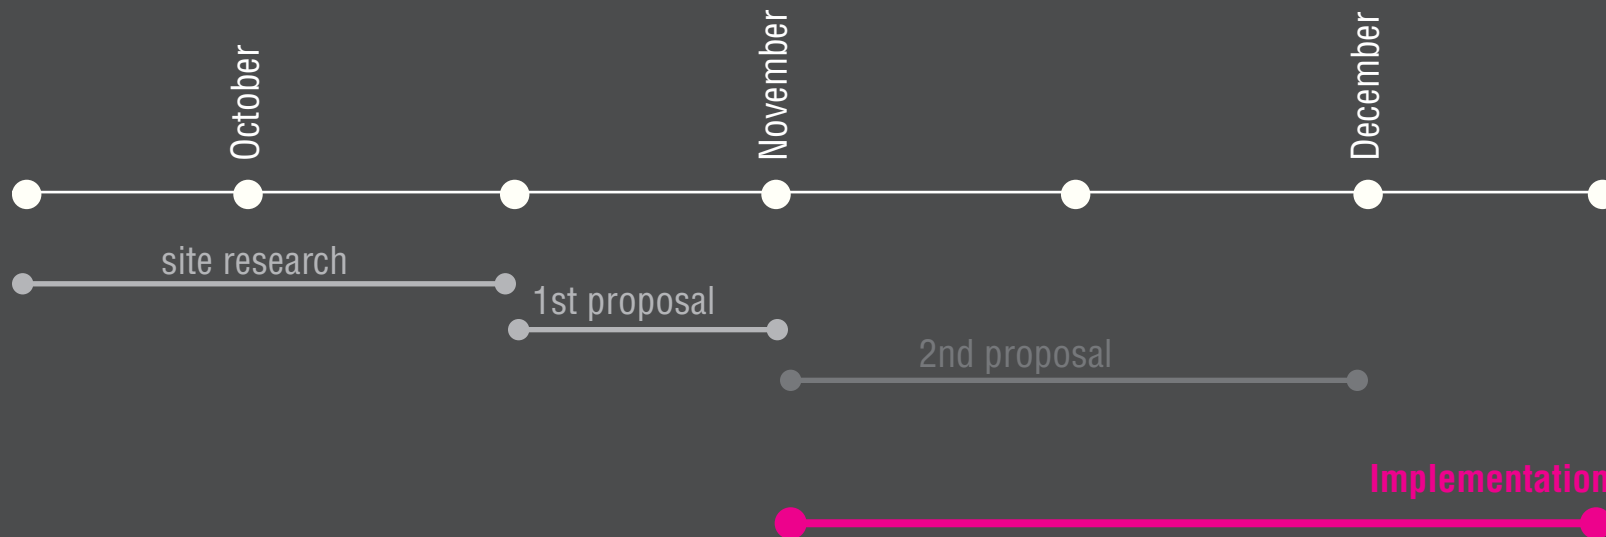 October
November
December
site research
1st proposal
2nd proposal
Implementation